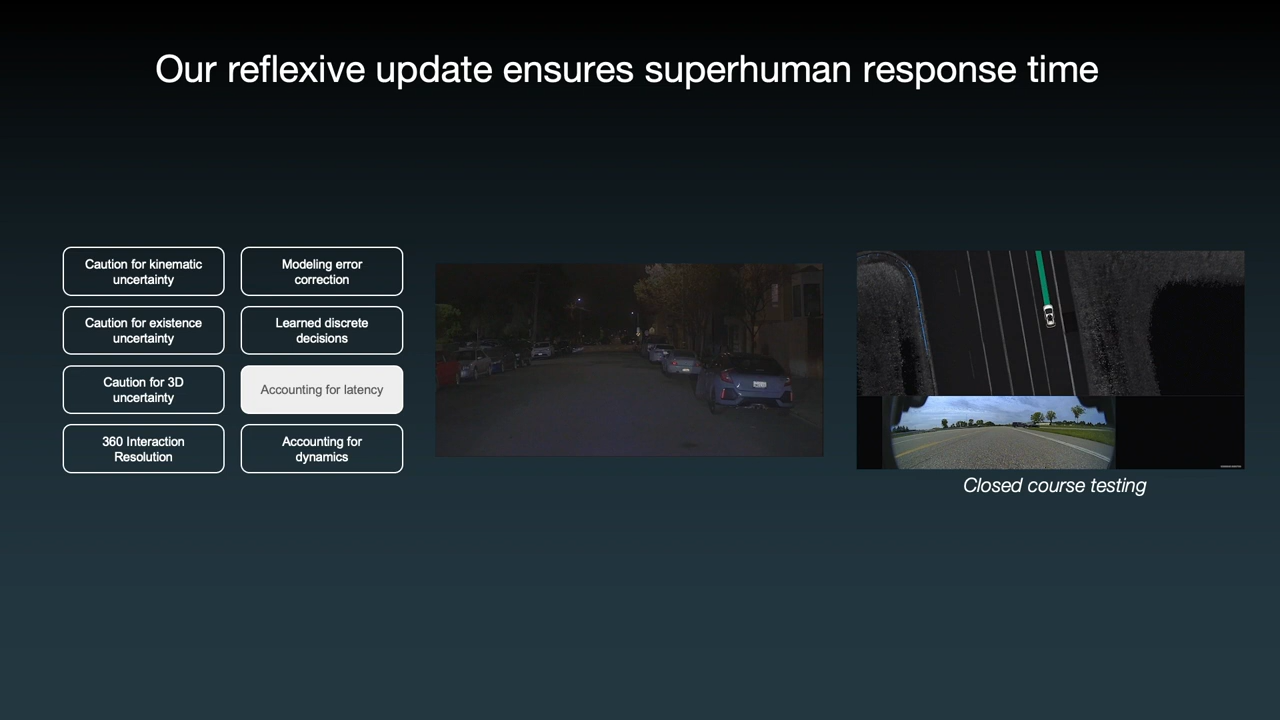 Our reflexive update ensures superhuman response time
Caution for kinematic
uncertainty
Modeling error
correction
Caution for existence
uncertainty
Learned discrete
decisions
Caution for 3D
uncertainty
Accounting for latency
360 Interaction
Resolution
Accounting for
dynamics
Closed course testing